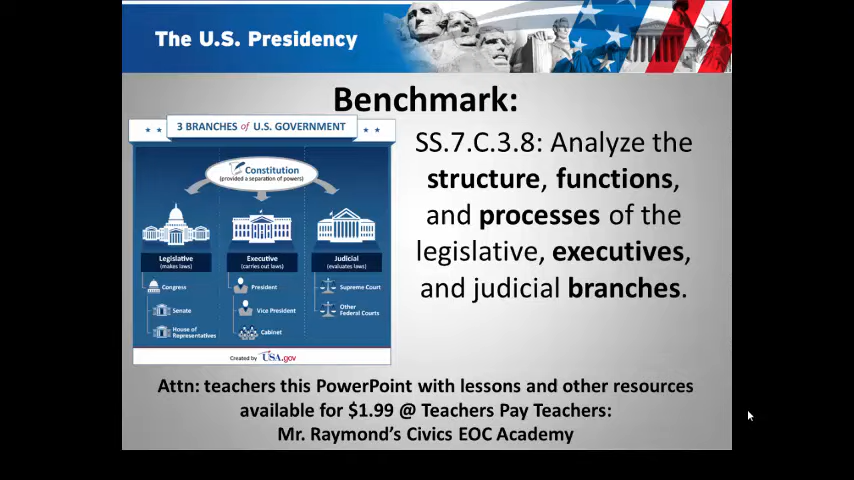 The U.S. Presidency
Benchmark:
3 BRANCHES of U.S. GOVERNMENT
Constitution
(provided a separation of powers)
Legislative
(makes laws)
Congress
Senate
House of
Representatives
Executive
(carries out laws)
President
Vice President
Cabinet
Judicial
(evaluates laws)
Supreme Court
Other
Federal Courts
Created by USA.gov
SS.7.C.3.8: Analyze the
structure, functions,
and processes of the
legislative, executives,
and judicial branches.
Attn: teachers this PowerPoint with lessons and other resources
available for $1.99 @ Teachers Pay Teachers:
Mr. Raymond's Civics EOC Academy